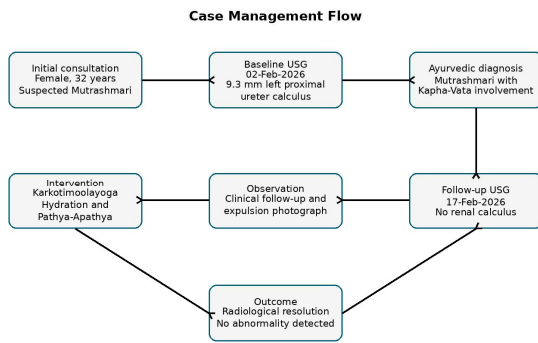 Case Management Flow
Initial consultation
Female, 32 years
Suspected Mutrashmari
Baseline USG
02-Feb-2026
9.3 mm left proximal
ureter calculus
Ayurvedic diagnosis
Mutrashmari with
Kapha-Vata involvement
Intervention
Karkotimoolayoga
Hydration and
Pathya-Apathya
Observation
Clinical follow-up and
expulsion photograph
Follow-up USG
17-Feb-2026
No renal calculus
Outcome
Radiological resolution
No abnormality detected